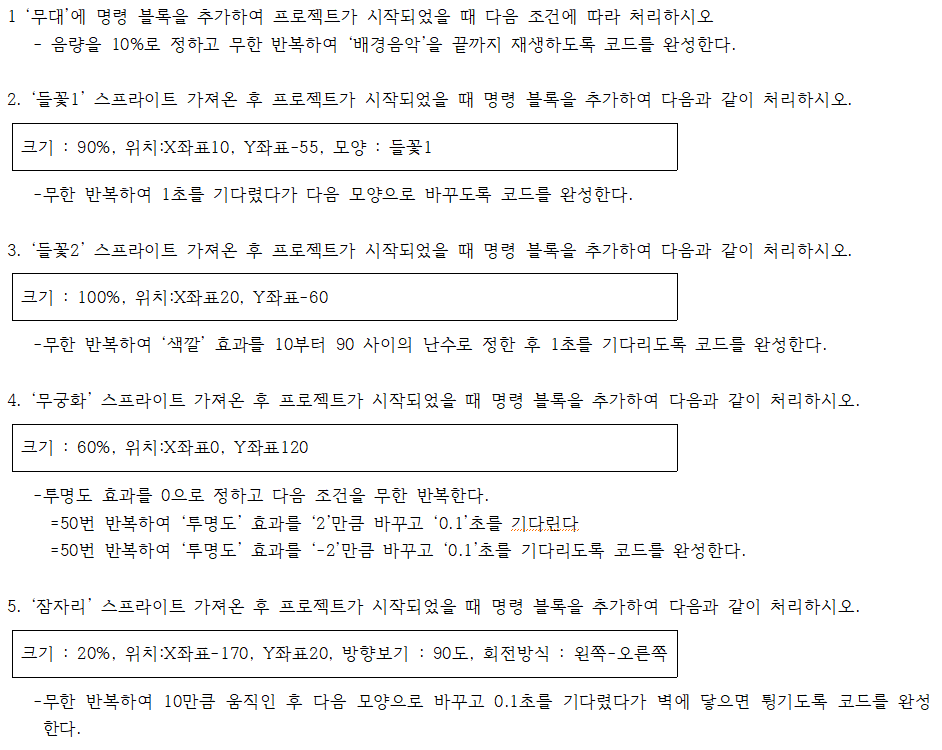 1 ‘무대’에 명령 블록을 추가하여 프로젝트가 시작되었을 때 다음 조건에 따라 처리하시오
- 음량을 10%로 정하고 무한 반복하여 ‘배경음악’을 끝까지 재생하도록 코드를 완성한다.
2. ‘들꽃1’ 스프라이트 가져온 후 프로젝트가 시작되었을 때 명령 블록을 추가하여 다음과 같이 처리하시오.
크기 : 90%, 위치:X좌표10, Y좌표-55, 모양 : 들꽃1
-무한 반복하여 1초를 기다렸다가 다음 모양으로 바꾸도록 코드를 완성한다.
3. ‘들꽃2’ 스프라이트 가져온 후 프로젝트가 시작되었을 때 명령 블록을 추가하여 다음과 같이 처리하시오.
크기 : 100%, 위치:X좌표20, Y좌표-60
-무한 반복하여 ‘색깔’ 효과를 10부터 90 사이의 난수로 정한 후 1초를 기다리도록 코드를 완성한다.
4. ‘무궁화’ 스프라이트 가져온 후 프로젝트가 시작되었을 때 명령 블록을 추가하여 다음과 같이 처리하시오.
크기 : 60%, 위치:X좌표0, Y좌표120
-투명도 효과를 0으로 정하고 다음 조건을 무한 반복한다.
=50번 반복하여 ‘투명도’ 효과를 ‘2’만큼 바꾸고 ‘0.1’초를 기다린다
=50번 반복하여 ‘투명도’ 효과를 ‘-2’만큼 바꾸고 ‘0.1’초를 기다리도록 코드를 완성한다.
5. ‘잠자리’ 스프라이트 가져온 후 프로젝트가 시작되었을 때 명령 블록을 추가하여 다음과 같이 처리하시오.
크기 : 20%, 위치:X좌표-170, Y좌표20, 방향보기 : 90도, 회전방식 : 왼쪽-오른쪽
-무한 반복하여 10만큼 움직인 후 다음 모양으로 바꾸고 0.1초를 기다렸다가 벽에 닿으면 튕기도록 코드를 완성
한다.